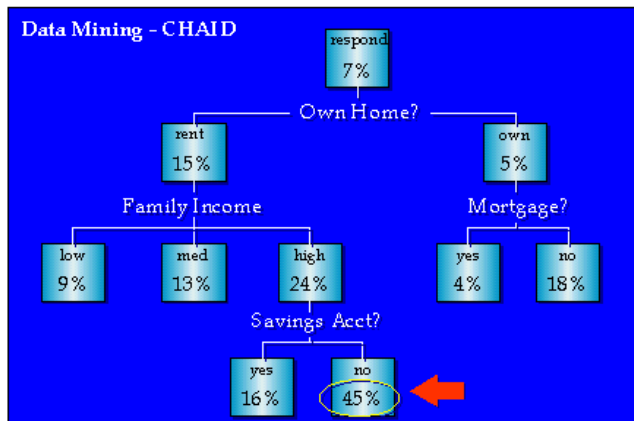 Data Mining - CHAID
respond
7%
Own Home?
rent
15%
own
5%
Family Income
Mortgage?
low
9%
med
13%
high
24%
yes
4%
no
18%
Savings Acct?
yes
16%
no
45%